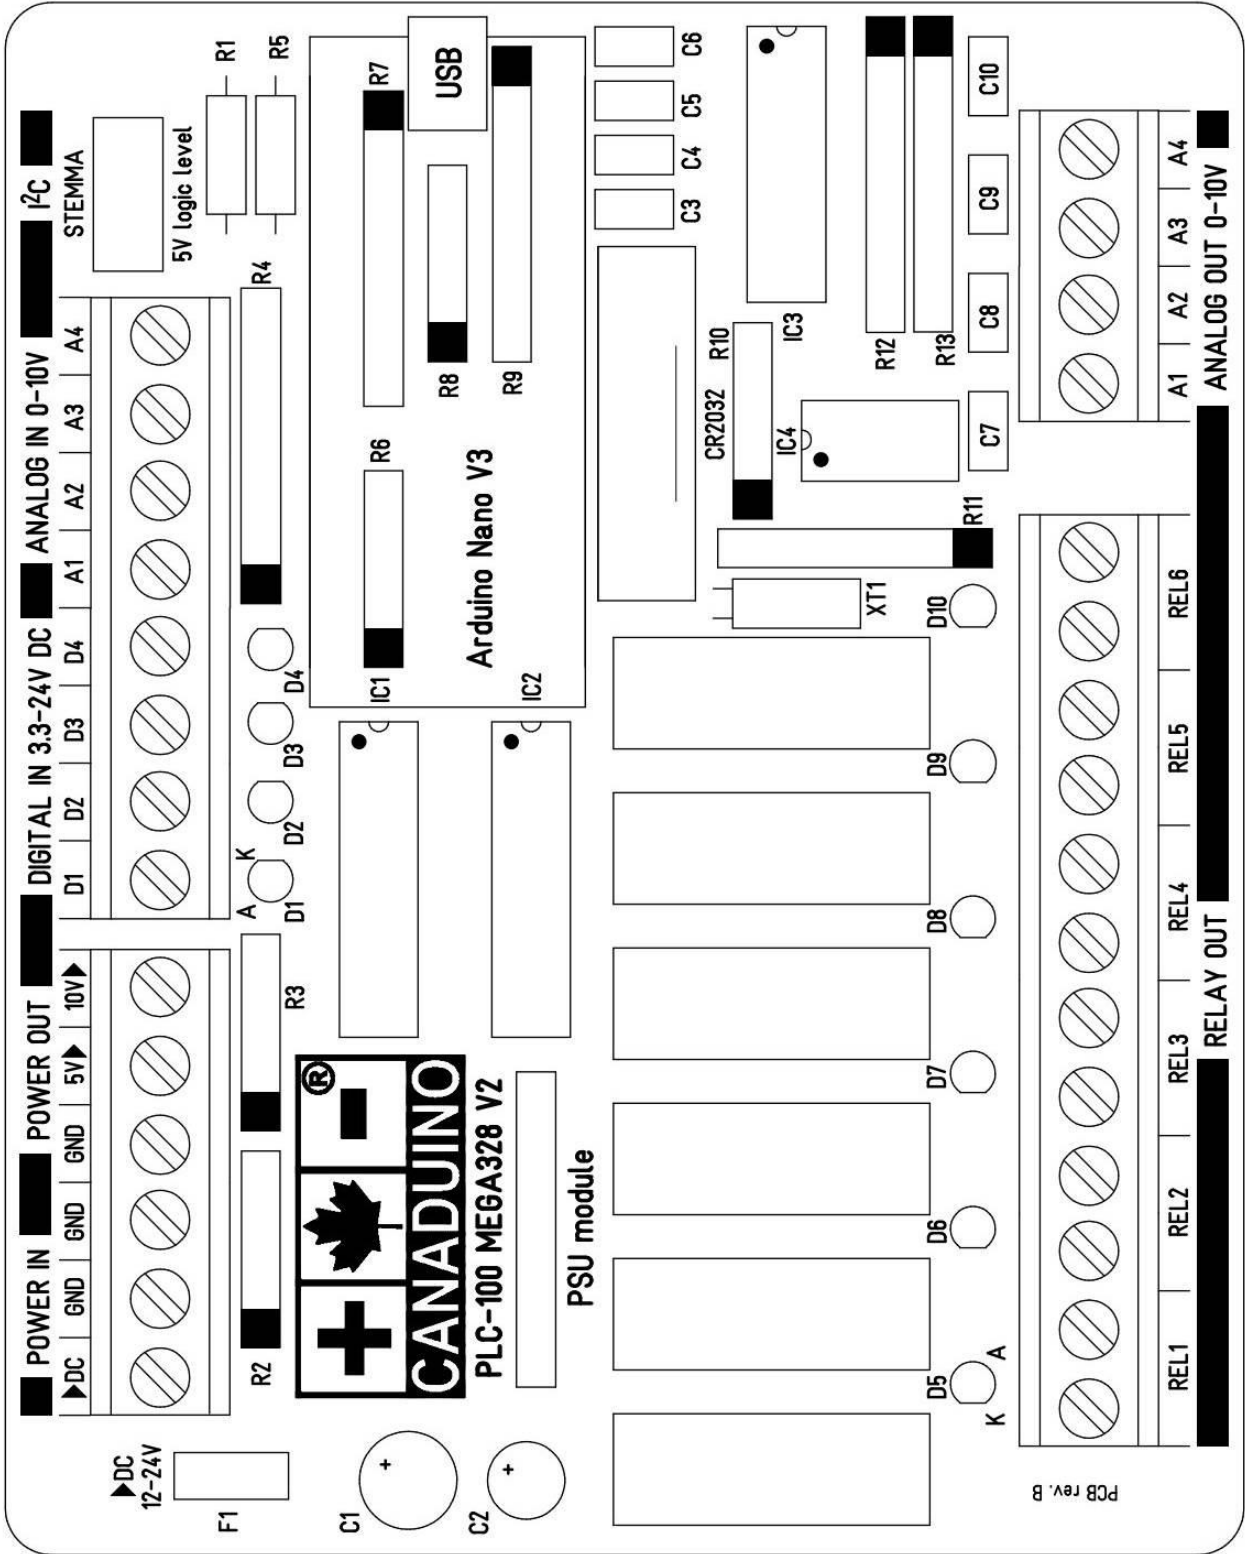 POWER IN
POWER OUT
DIGITAL IN 3.3-24V DC
ANALOG IN 0-10V
I²C
▶DC
GND
GND
GND
5V▶
10V▶
D1
D2
D3
D4
A1
A2
A3
A4
STEMMA
5V logic level
▶DC
12-24V
F1
R2
R3
A
K
D1
D2
D3
D4
R4
R1
R5
C1
+
C2
+
+
-
®
CANADUINO
PLC-100 MEGA328 V2
PSU module
IC1
IC2
R6
R7
R8
R9
USB
Arduino Nano V3
C3
C4
C5
C6
CR2032
R10
IC3
IC4
R12
R13
R11
XT1
C7
C8
C9
C10
D5
K
A
D6
D7
D8
D9
D10
PCB rev. B
REL1
REL2
REL3
REL4
REL5
REL6
A1
A2
A3
A4
RELAY OUT
ANALOG OUT 0-10V